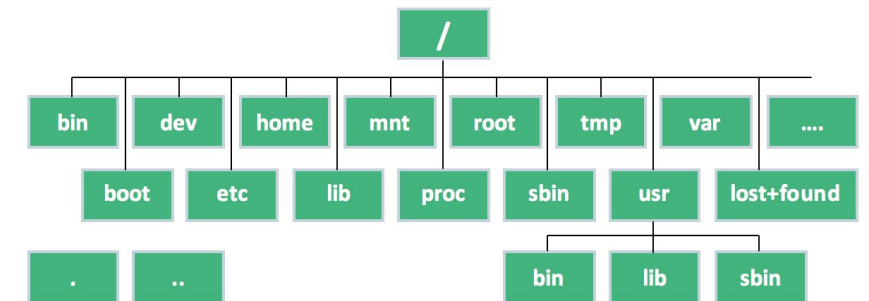 /
bin dev home mnt root tmp var ....
boot etc lib proc sbin usr lost+found
. .. bin lib sbin